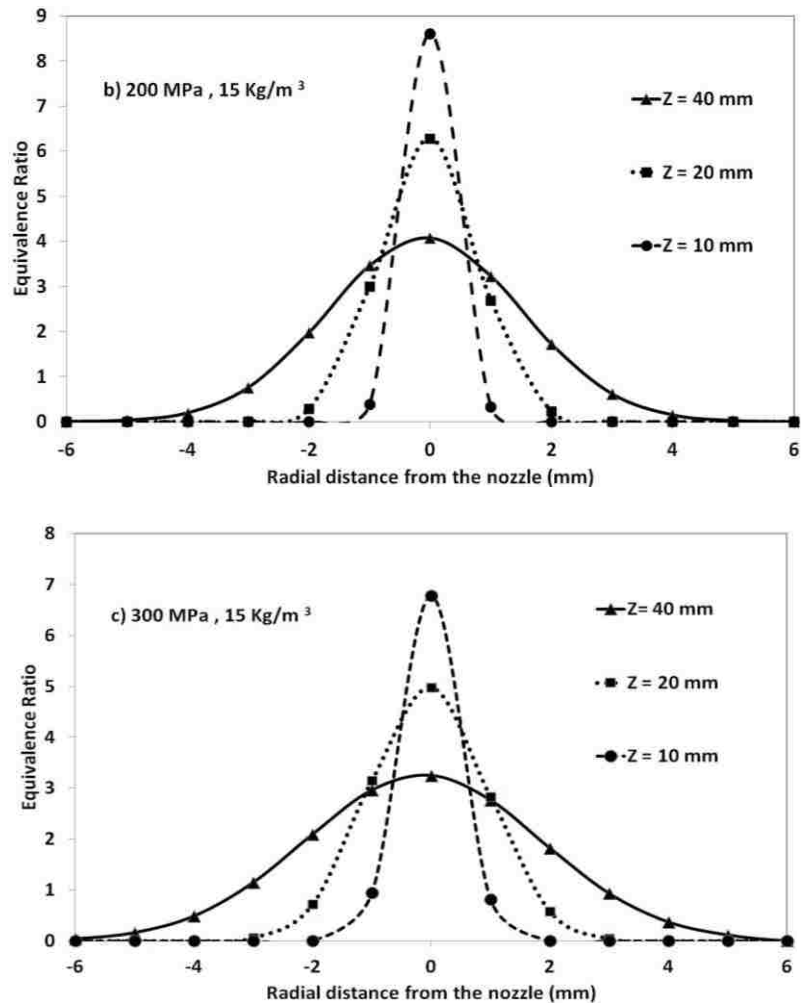 9
8
7
6
5
4
3
2
1
0
Equivalence Ratio
b) 200 MPa , 15 Kg/m ³
Z = 40 mm
Z = 20 mm
Z = 10 mm
-6 -4 -2 0 2 4 6
Radial distance from the nozzle (mm)
8
7
6
5
4
3
2
1
0
Equivalence Ratio
c) 300 MPa , 15 Kg/m ³
Z= 40 mm
Z = 20 mm
Z = 10 mm
-6 -4 -2 0 2 4 6
Radial distance from the nozzle (mm)